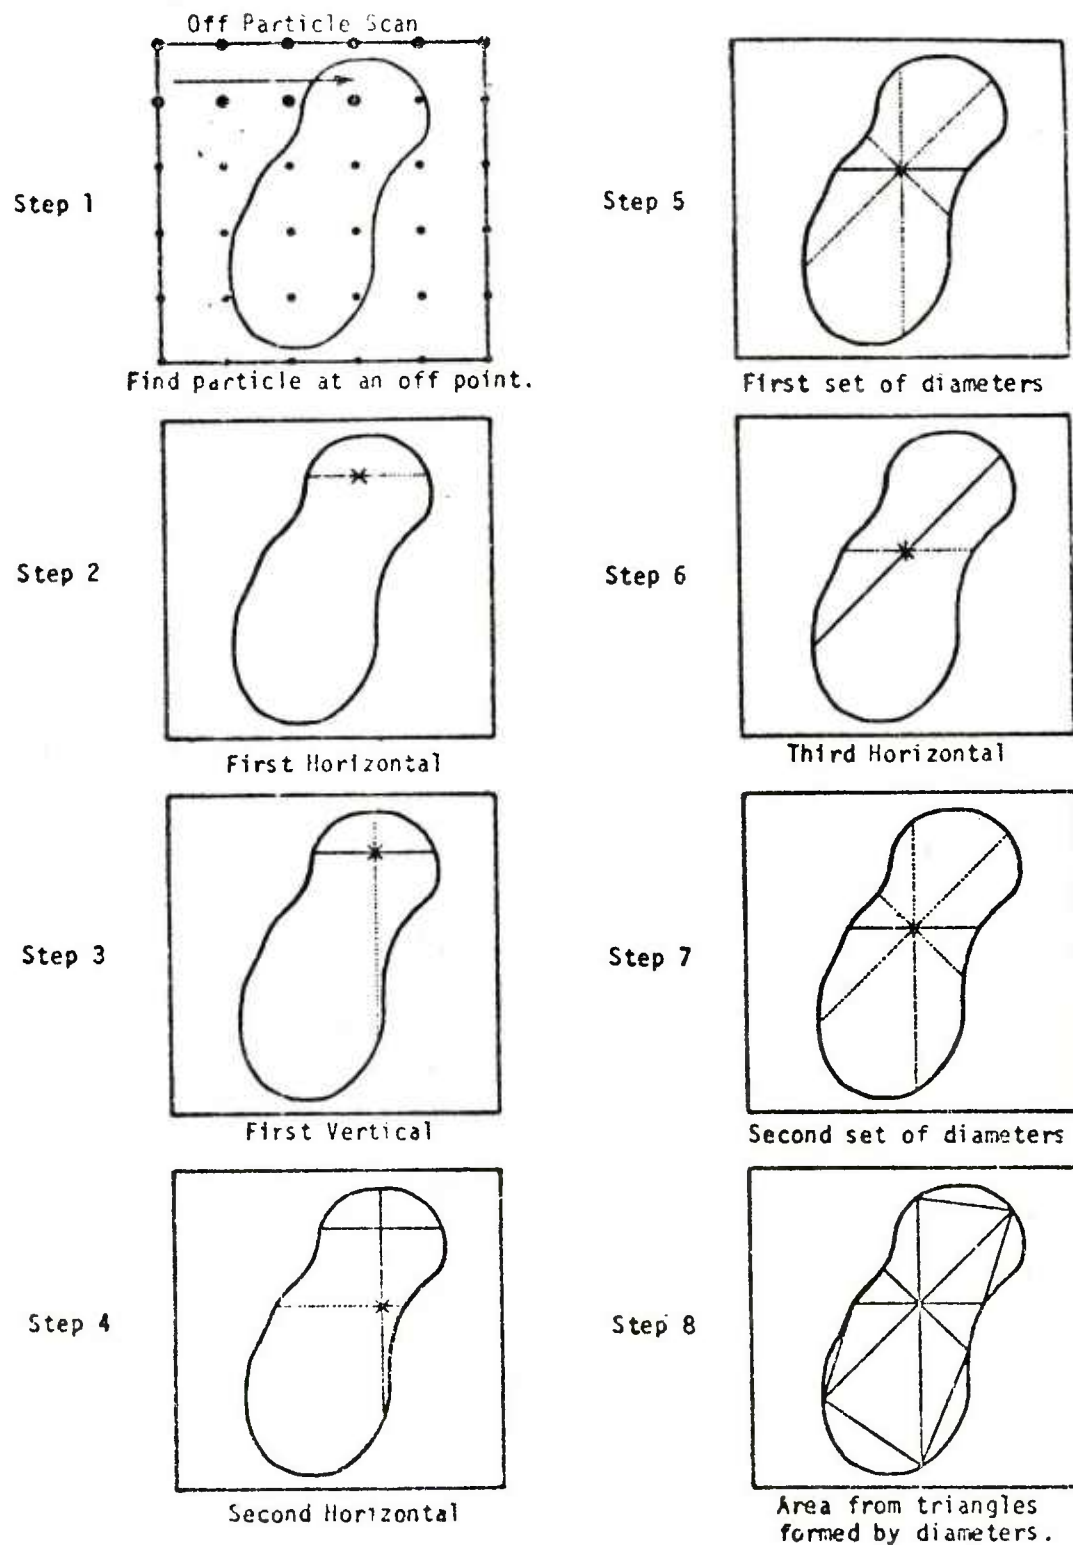 Off Particle Scan
Step 1
Find particle at an off point.
Step 2
First Horizontal
Step 3
First Vertical
Step 4
Second Horizontal
Step 5
First set of diameters
Step 6
Third Horizontal
Step 7
Second set of diameters
Step 8
Area from triangles
formed by diameters.